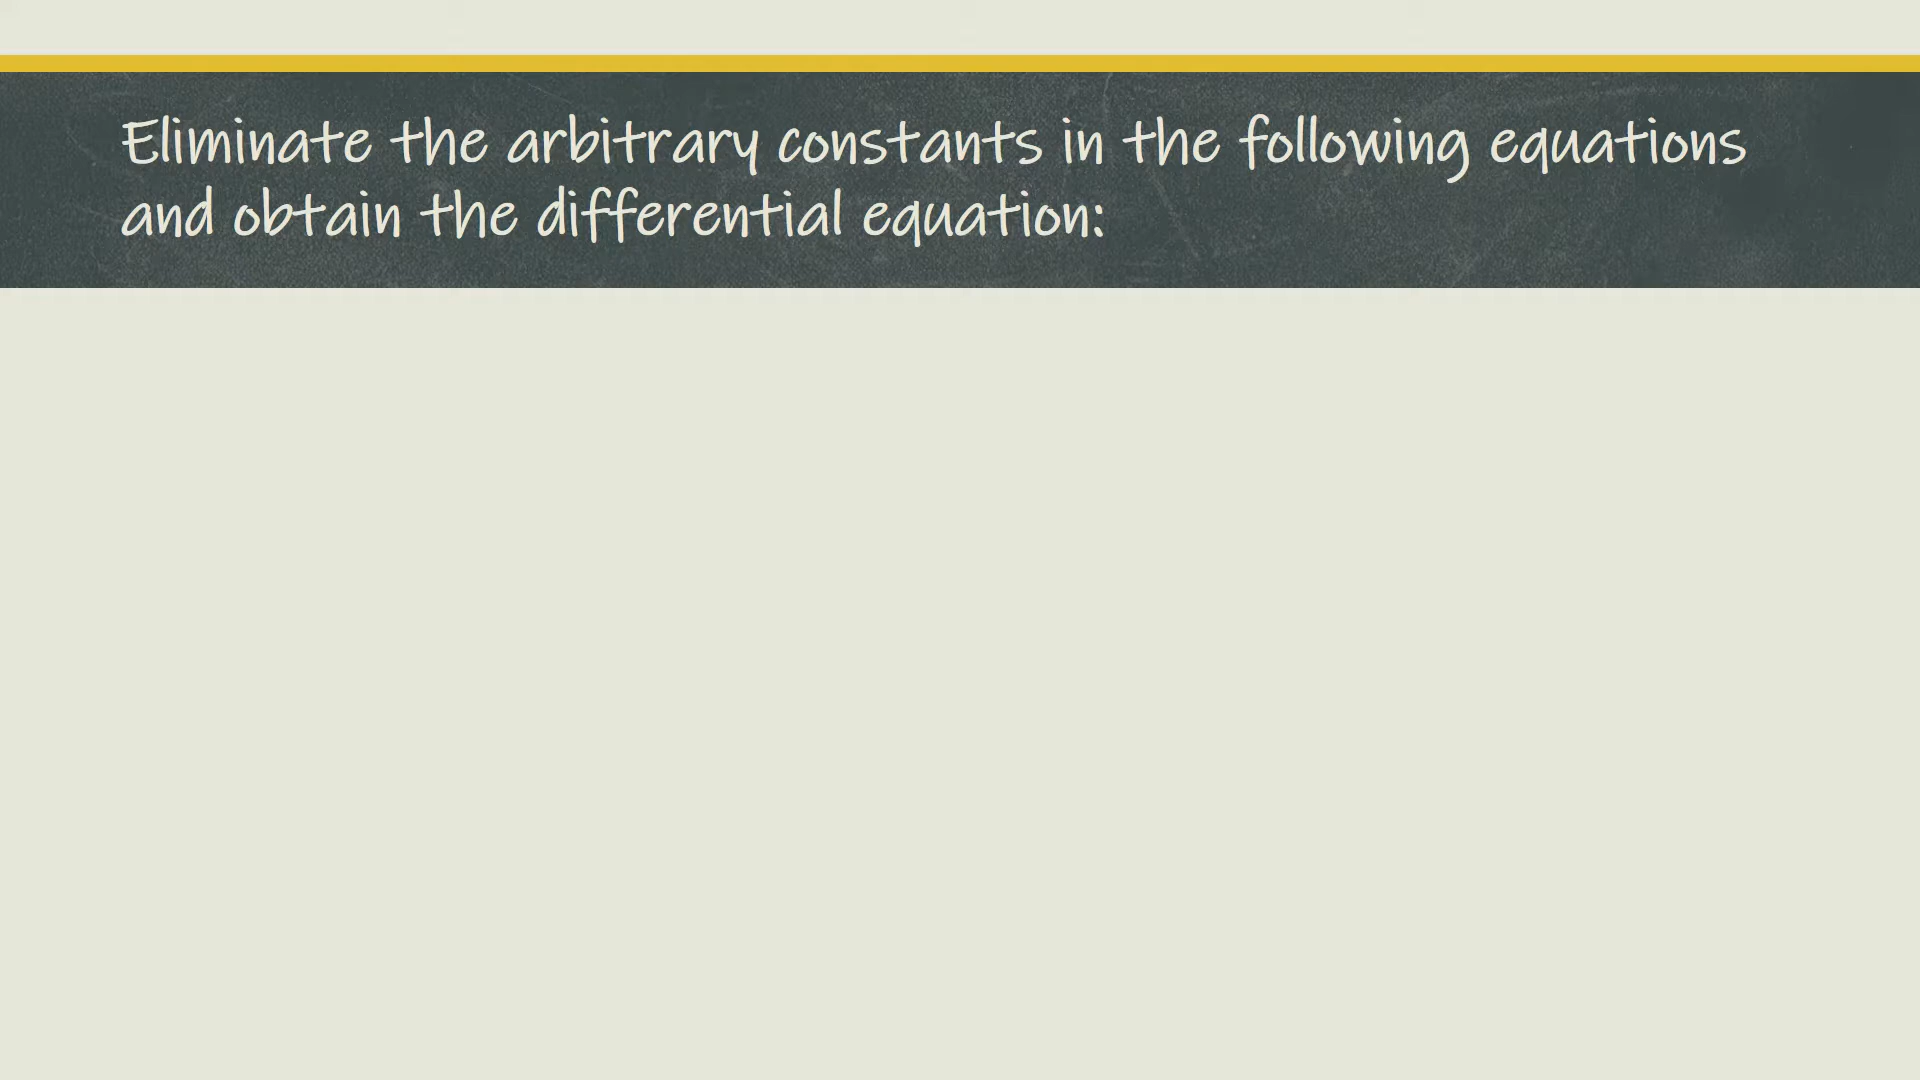 Eliminate the arbitrary constants in the following equations
and obtain the differential equation: